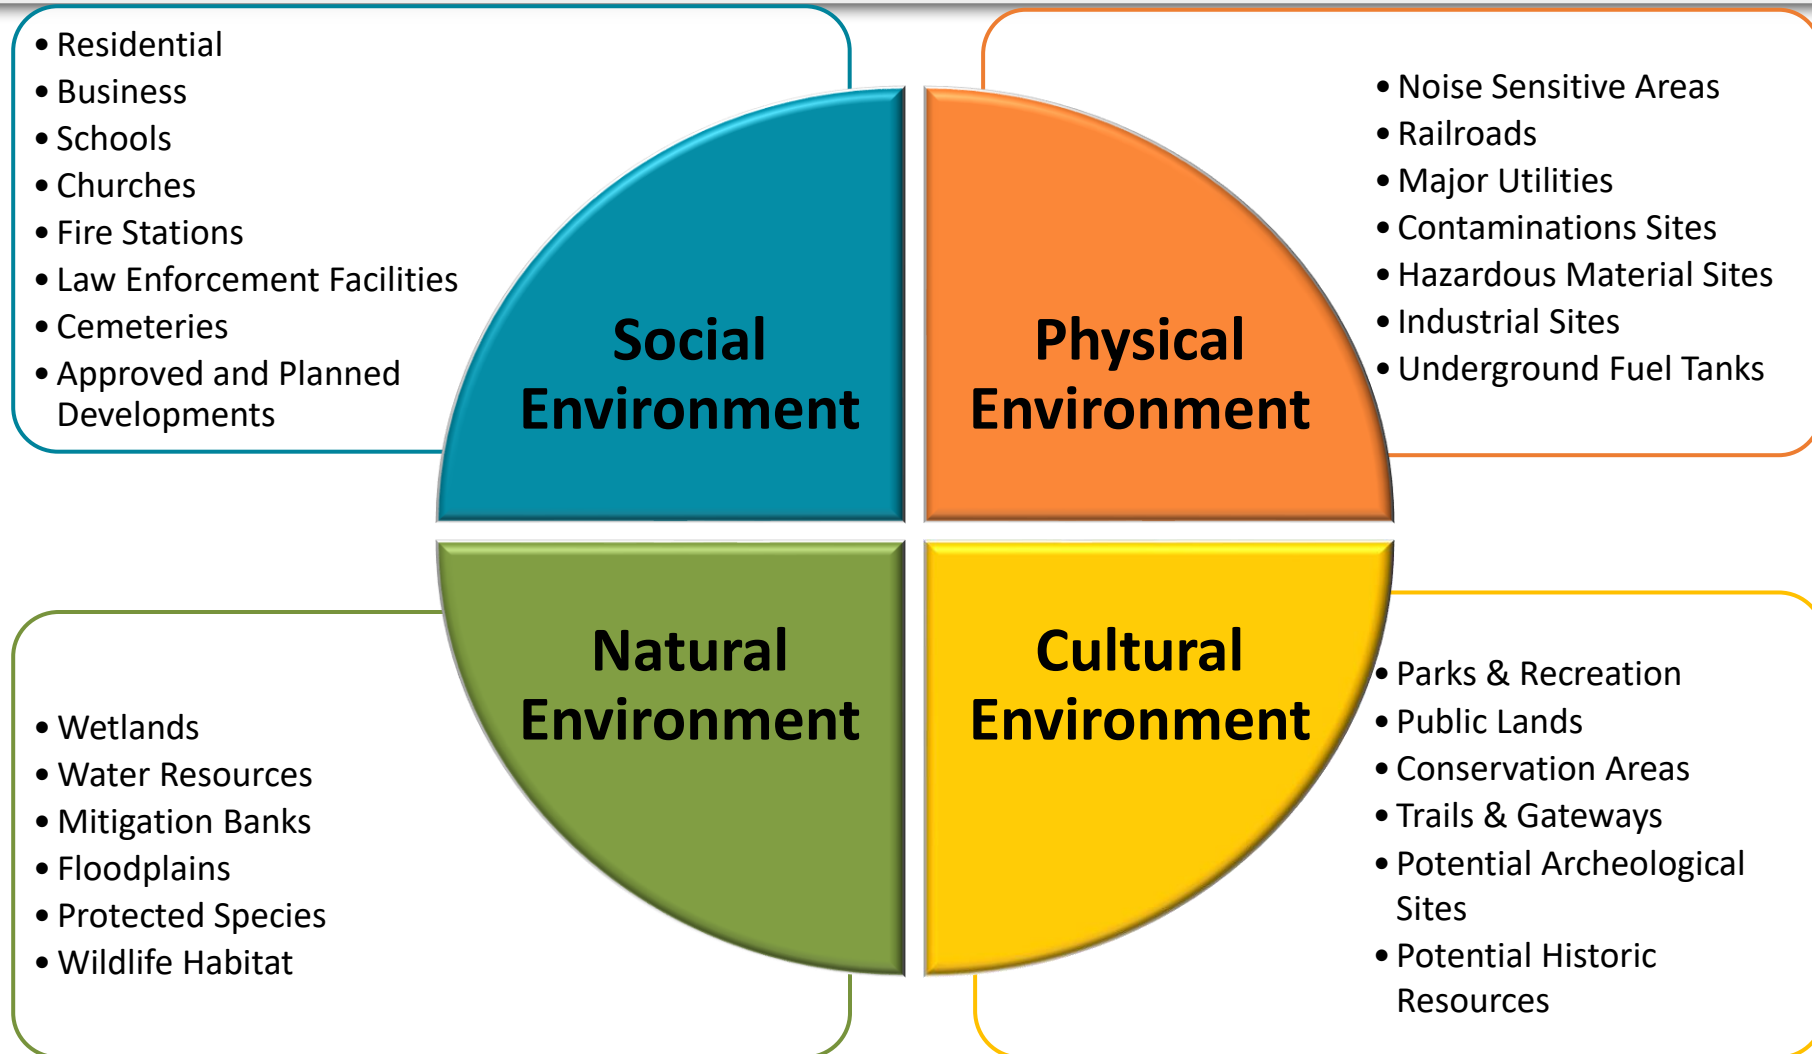 • Residential
• Business
• Schools
• Churches
• Fire Stations
• Law Enforcement Facilities
• Cemeteries
• Approved and Planned
Developments
Social
Environment
Physical
Environment
• Noise Sensitive Areas
• Railroads
• Major Utilities
• Contaminations Sites
• Hazardous Material Sites
• Industrial Sites
• Underground Fuel Tanks
• Wetlands
• Water Resources
• Mitigation Banks
• Floodplains
• Protected Species
• Wildlife Habitat
Natural
Environment
Cultural
Environment
• Parks & Recreation
• Public Lands
• Conservation Areas
• Trails & Gateways
• Potential Archeological
Sites
• Potential Historic
Resources